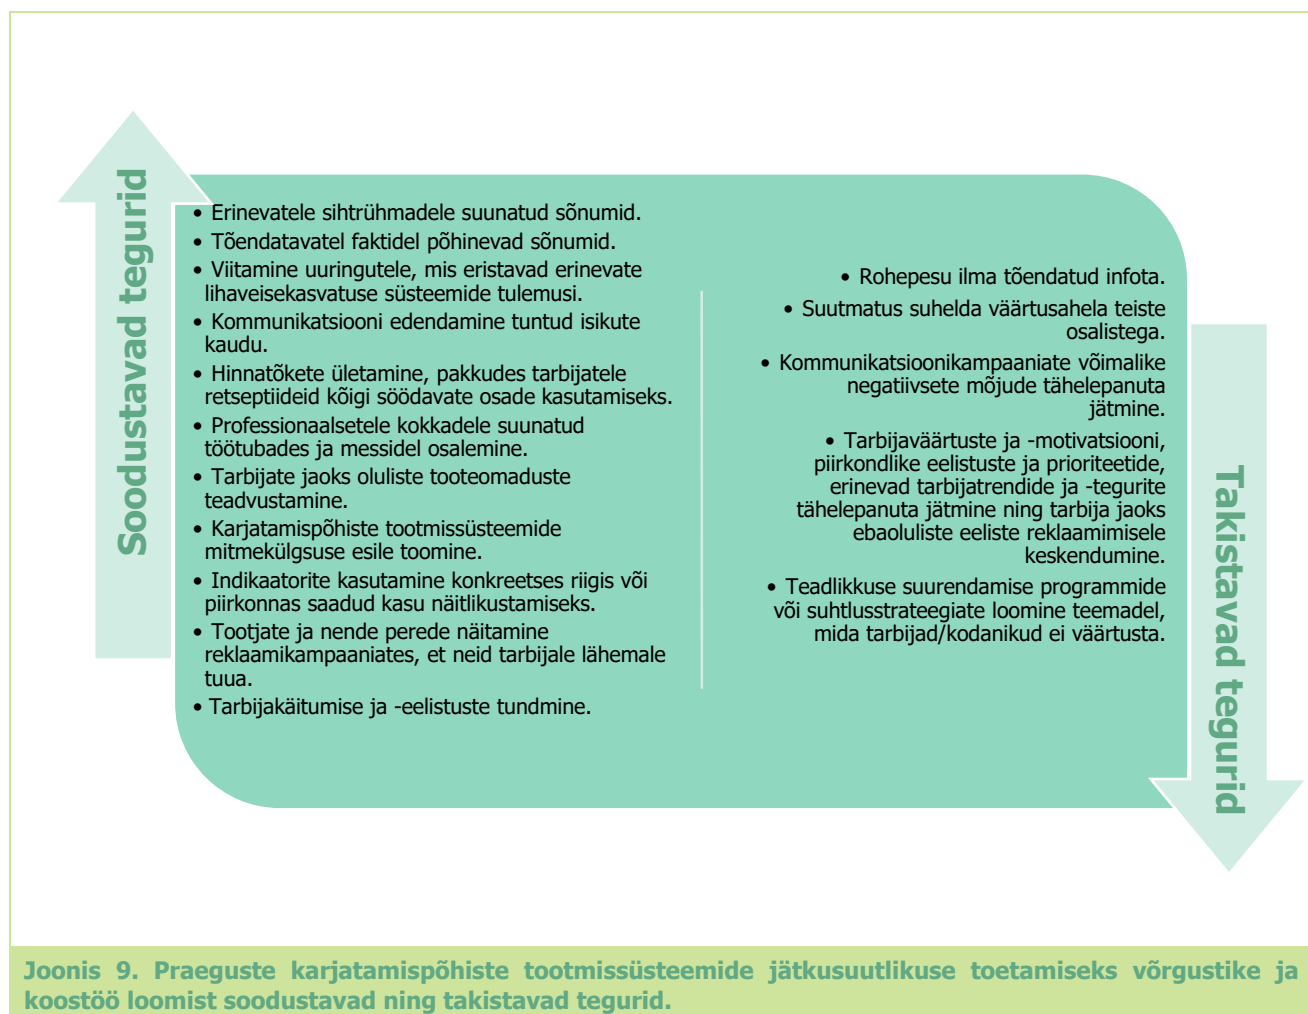 Soodustavad tegurid
• Erinevatele sihtrühmadele suunatud sõnumid.
• Tõendatavatel faktidel põhinevad sõnumid.
• Viitamine uuringutele, mis eristavad erinevate
lihaveisekasvatuse süsteemide tulemusi.
• Kommunikatsiooni edendamine tuntud isikute
kaudu.
• Hinnatõkete ületamine, pakkudes tarbijatele
retseptiideid kõigi söödavate osade kasutamiseks.
• Professionaalsetele kokkadele suunatud
töötubades ja messidel osalemine.
• Tarbijate jaoks oluliste tooteomaduste
teadvustamine.
• Karjatamispõhiste tootmissüsteemide
mitmekülgsuse esile toomine.
• Indikaatorite kasutamine konkreetses riigis või
piirkonnas saadud kasu näitlikustamiseks.
• Tootjate ja nende perede näitamine
reklaamikampaaniates, et neid tarbijale lähemale
tuua.
• Tarbijakäitumise ja -eelistuste tundmine.
• Rohepesu ilma tõendatud infota.
• Suutmatus suhelda väärtusahela teiste
osalistega.
• Kommunikatsioonikampaaniate võimalike
negatiivsete mõjude tähelepanuta
jätmine.
• Tarbijaväärtuste ja -motivatsiooni,
piirkondlike eelistuste ja prioriteetide,
erinevad tarbijatrendide ja -tegurite
tähelepanuta jätmine ning tarbija jaoks
ebaoluliste eeliste reklaamimisele
keskendumine.
• Teadlikkuse suurendamise programmide
või suhtlusstrateegiate loomine teemadel,
mida tarbijad/kodanikud ei väärtusta.
Takistavad tegurid
Joonis 9. Praeguste karjatamispõhiste tootmissüsteemide jätkusuutlikuse toetamiseks võrgustike ja
koostöö loomist soodustavad ning takistavad tegurid.